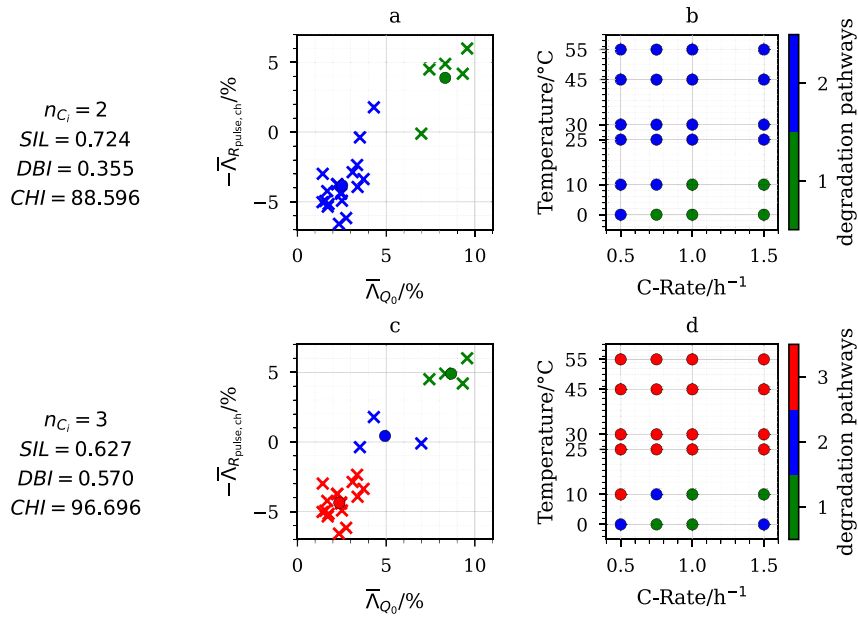 a
b
n_{C_i} = 2
SIL = 0.724
DBI = 0.355
CHI = 88.596
−Λ̅_{R_{pulse, ch}}/%
5
0
−5
0
5
10
Λ̅_{Q_0}/%
Temperature/°C
55
45
30
25
10
0
0.5
1.0
1.5
C-Rate/h⁻¹
2
1
degradation pathways
c
d
n_{C_i} = 3
SIL = 0.627
DBI = 0.570
CHI = 96.696
−Λ̅_{R_{pulse, ch}}/%
5
0
−5
0
5
10
Λ̅_{Q_0}/%
Temperature/°C
55
45
30
25
10
0
0.5
1.0
1.5
C-Rate/h⁻¹
3
2
1
degradation pathways